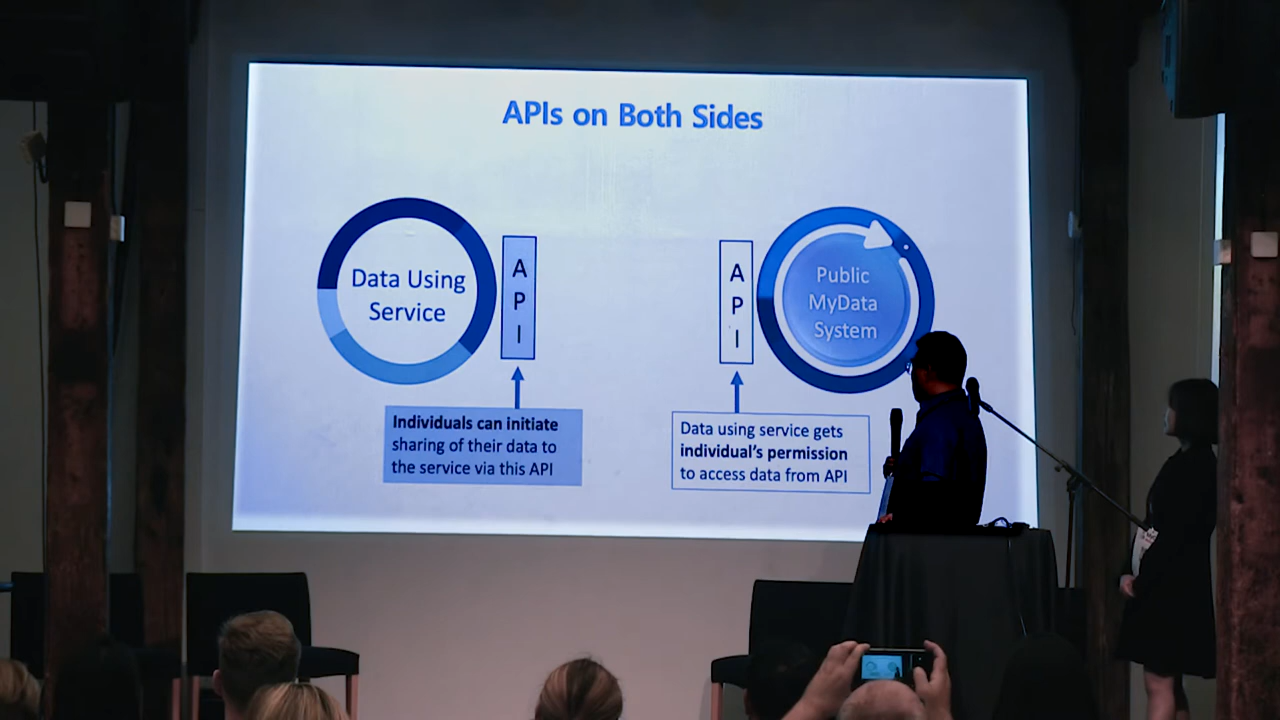 APIs on Both Sides
Data Using
Service
A
P
I
Individuals can initiate
sharing of their data to
the service via this API
A
P
I
Public
MyData
System
Data using service gets
individual's permission
to access data from API